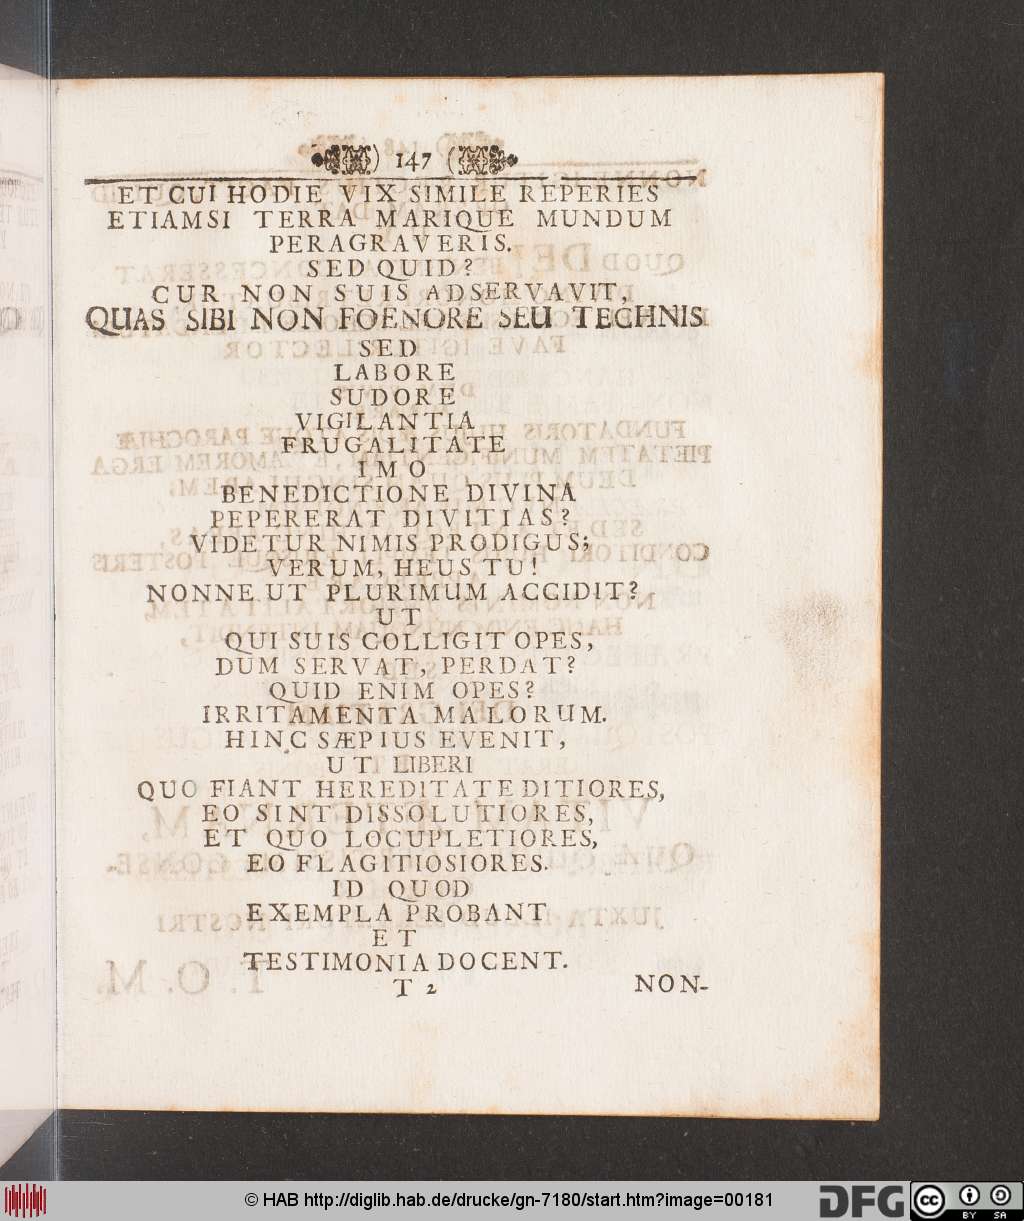 ) 147 (
ET CUI HODIE VIX SIMILE REPERIES
ETIAMSI TERRA MARIQUE MUNDUM
PERAGRAVERIS.
SED QUID?
CUR NON SUIS ADSERVAVIT,
QUAS SIBI NON FOENORE SEU TECHNIS
SED
LABORE
SUDORE
VIGILANTIA
FRUGALITATE
IMO
BENEDICTIONE DIVINA
PEPERERAT DIVITIAS?
VIDETUR NIMIS PRODIGUS;
VERUM, HEUS TU!
NONNE UT PLURIMUM ACCIDIT?
UT
QUI SUIS COLLIGIT OPES,
DUM SERVAT, PERDAT?
QUID ENIM OPES?
IRRITAMENTA MALORUM.
HINC SÆPIUS EVENIT,
UT LIBERI
QUO FIANT HEREDITATE DITIORES,
EO SINT DISSOLUTIORES,
ET QUO LOCUPLETIORES,
EO FLAGITIOSIORES.
ID QUOD
EXEMPLA PROBANT
ET
TESTIMONIA DOCENT.
T 2 NON-
© HAB http://diglib.hab.de/drucke/gn-7180/start.htm?image=00181
DFG
cc BY SA